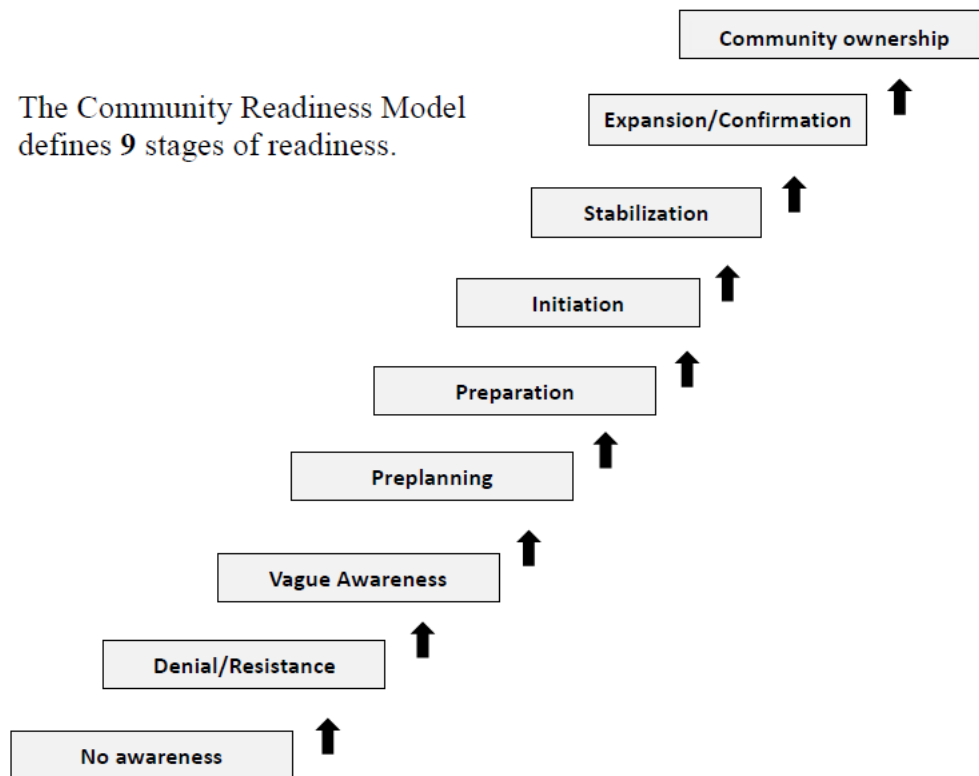 Community ownership
The Community Readiness Model
defines 9 stages of readiness.
Expansion/Confirmation
Stabilization
Initiation
Preparation
Preplanning
Vague Awareness
Denial/Resistance
No awareness